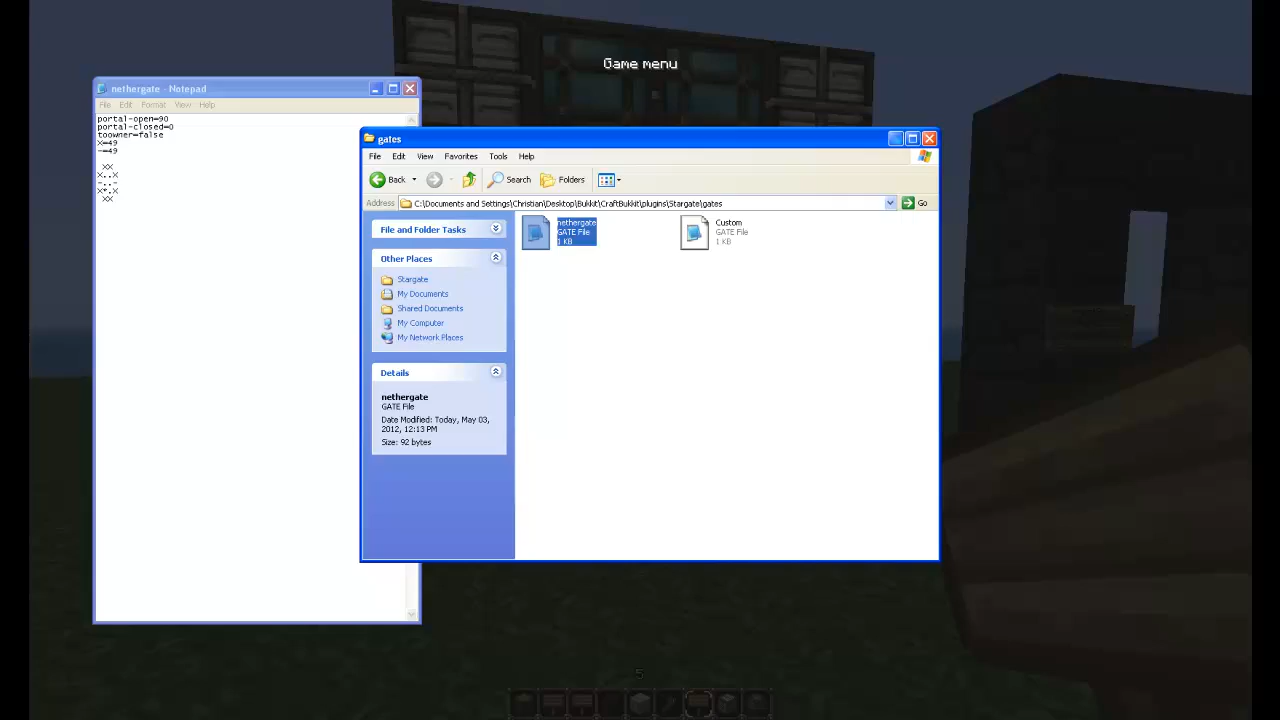 Game menu
nethergate - Notepad
File Edit Format View Help
portal-open=90
portal-closed=0
toowner=false
X=49
-=49
XX
X..X
-..-
X*.X
XX
gates
File Edit View Favorites Tools Help
Back Search Folders
Address C:\Documents and Settings\Christian\Desktop\Bukkit\CraftBukkit\plugins\Stargate\gates Go
File and Folder Tasks
Other Places
Stargate
My Documents
Shared Documents
My Computer
My Network Places
Details
nethergate
GATE File
Date Modified: Today, May 03,
2012, 12:13 PM
Size: 92 bytes
nethergate
GATE File
1 KB
Custom
GATE File
1 KB